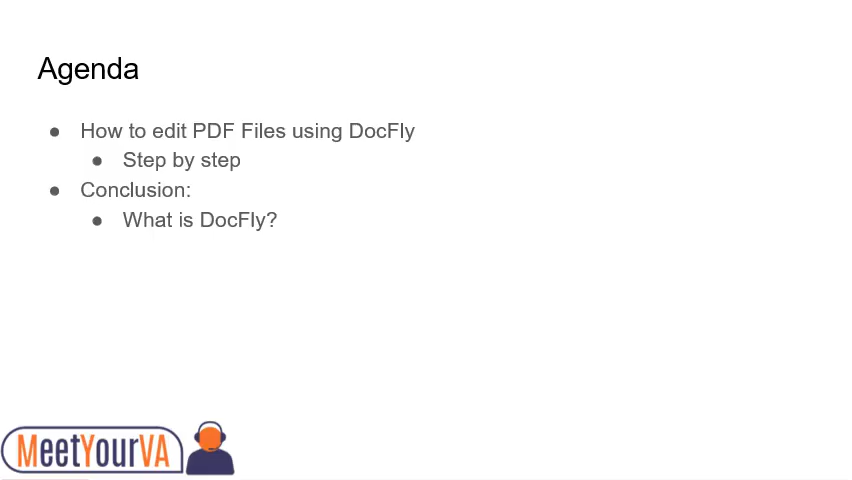 Agenda
● How to edit PDF Files using DocFly
● Step by step
● Conclusion:
● What is DocFly?
MeetYourVA